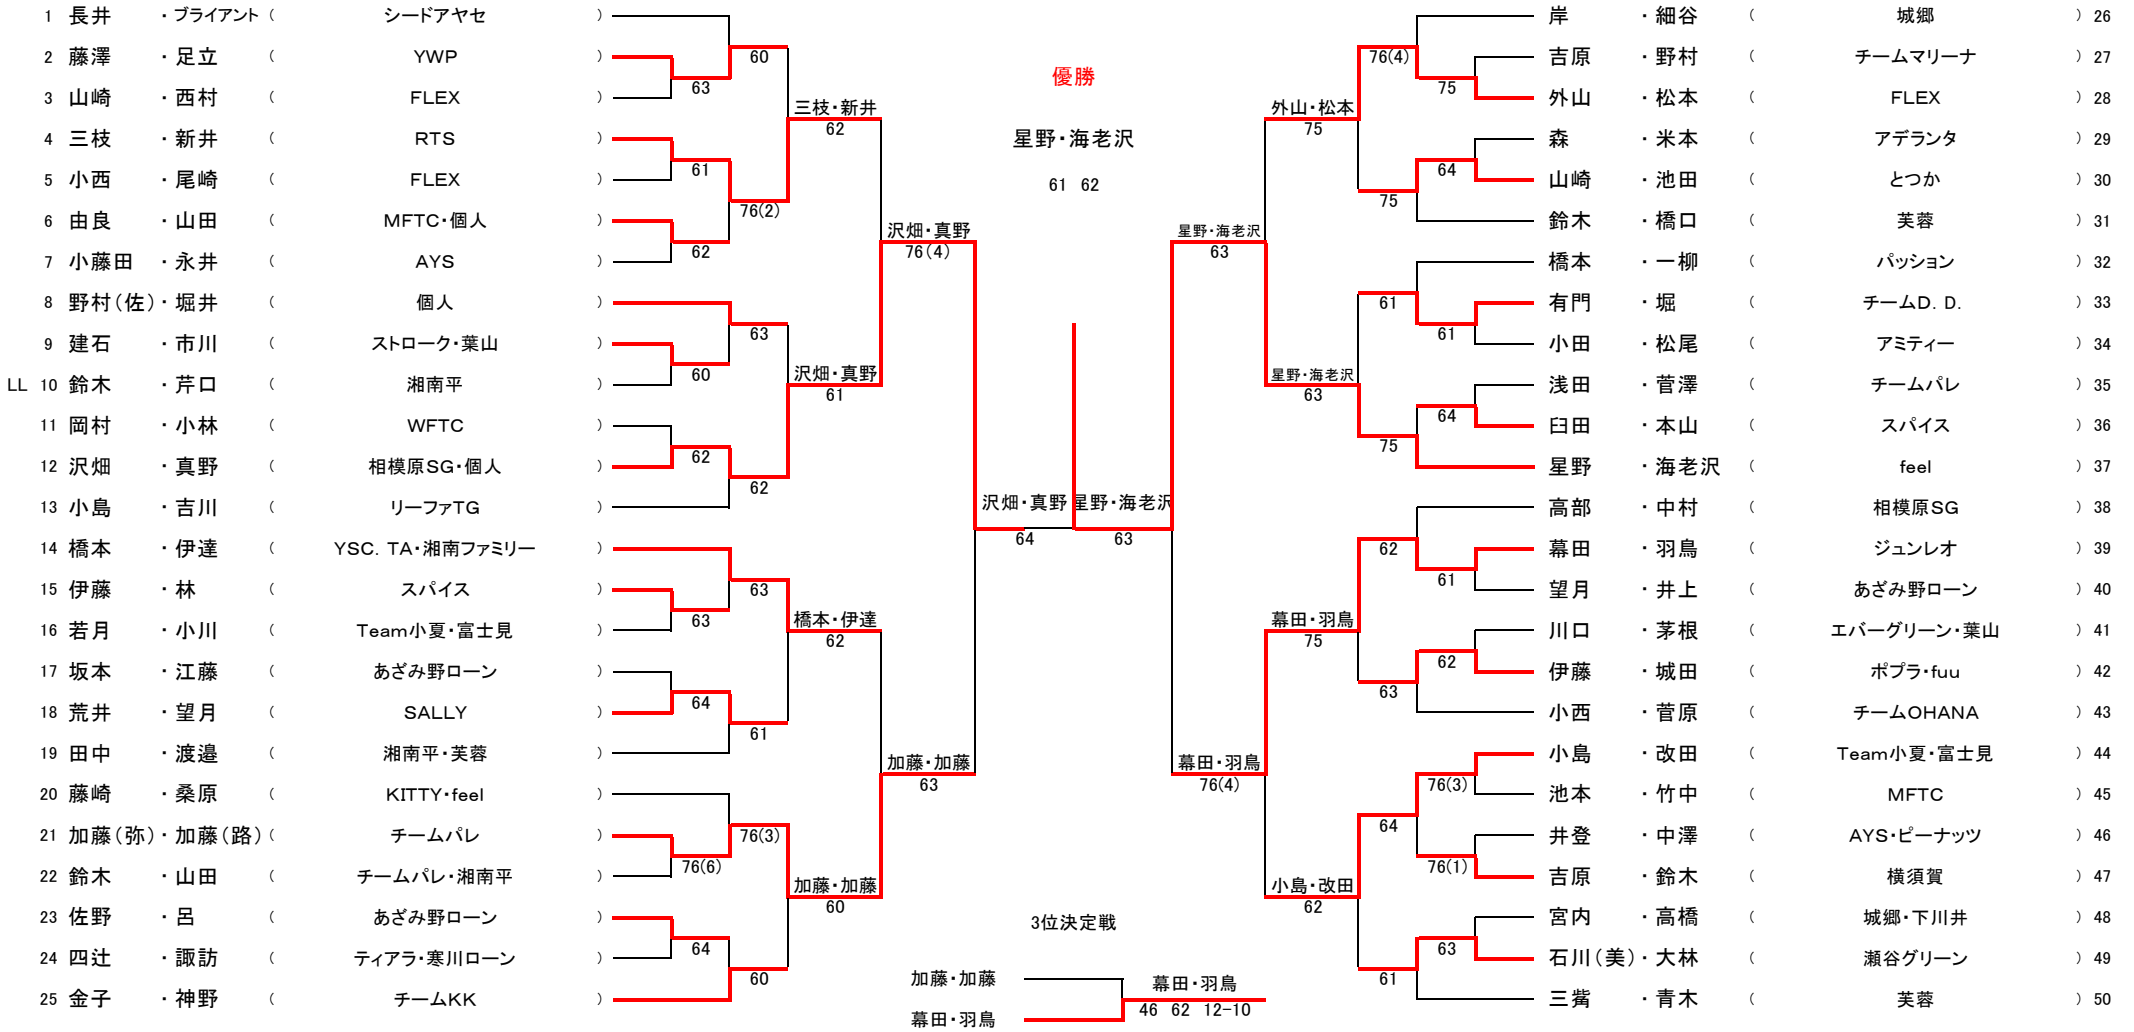 1 長井 ・ブライアント ( シードアヤセ )
2 藤澤 ・足立 ( YWP )
3 山崎 ・西村 ( FLEX )
4 三枝 ・新井 ( RTS )
5 小西 ・尾崎 ( FLEX )
6 由良 ・山田 ( MFTC・個人 )
7 小藤田 ・永井 ( AYS )
8 野村(佐)・堀井 ( 個人 )
9 建石 ・市川 ( ストローク・葉山 )
LL 10 鈴木 ・芹口 ( 湘南平 )
11 岡村 ・小林 ( WFTC )
12 沢畑 ・真野 ( 相模原SG・個人 )
13 小島 ・吉川 ( リーファTG )
14 橋本 ・伊達 ( YSC. TA・湘南ファミリー )
15 伊藤 ・林 ( スパイス )
16 若月 ・小川 ( Team小夏・富士見 )
17 坂本 ・江藤 ( あざみ野ローン )
18 荒井 ・望月 ( SALLY )
19 田中 ・渡邉 ( 湘南平・芙蓉 )
20 藤崎 ・桑原 ( KITTY・feel )
21 加藤(弥)・加藤(路)( チームパレ )
22 鈴木 ・山田 ( チームパレ・湘南平 )
23 佐野 ・呂 ( あざみ野ローン )
24 四辻 ・諏訪 ( ティアラ・寒川ローン )
25 金子 ・神野 ( チームKK )
63
61
62
60
62
63
64
76(6)
64
60
76(2)
63
62
63
61
76(3)
60
三枝・新井
62
沢畑・真野
61
橋本・伊達
62
加藤・加藤
60
沢畑・真野
76(4)
加藤・加藤
63
沢畑・真野
64
優勝
星野・海老沢
61 62
星野・海老沢
63
星野・海老沢
63
幕田・羽鳥
76(4)
外山・松本
75
星野・海老沢
63
幕田・羽鳥
75
小島・改田
62
76(4)
75
61
75
62
63
64
61
75
64
61
64
61
62
76(3)
76(1)
63
岸 ・細谷 ( 城郷 ) 26
吉原 ・野村 ( チームマリーナ ) 27
外山 ・松本 ( FLEX ) 28
森 ・米本 ( アデランタ ) 29
山崎 ・池田 ( とつか ) 30
鈴木 ・橋口 ( 芙蓉 ) 31
橋本 ・一柳 ( パッション ) 32
有門 ・堀 ( チームD. D. ) 33
小田 ・松尾 ( アミティー ) 34
浅田 ・菅澤 ( チームパレ ) 35
臼田 ・本山 ( スパイス ) 36
星野 ・海老沢 ( feel ) 37
高部 ・中村 ( 相模原SG ) 38
幕田 ・羽鳥 ( ジュンレオ ) 39
望月 ・井上 ( あざみ野ローン ) 40
川口 ・茅根 ( エバーグリーン・葉山 ) 41
伊藤 ・城田 ( ポプラ・fuu ) 42
小西 ・菅原 ( チームOHANA ) 43
小島 ・改田 ( Team小夏・富士見 ) 44
池本 ・竹中 ( MFTC ) 45
井登 ・中澤 ( AYS・ピーナッツ ) 46
吉原 ・鈴木 ( 横須賀 ) 47
宮内 ・高橋 ( 城郷・下川井 ) 48
石川(美)・大林 ( 瀬谷グリーン ) 49
三觜 ・青木 ( 芙蓉 ) 50
3位決定戦
加藤・加藤
幕田・羽鳥
幕田・羽鳥
46 62 12-10